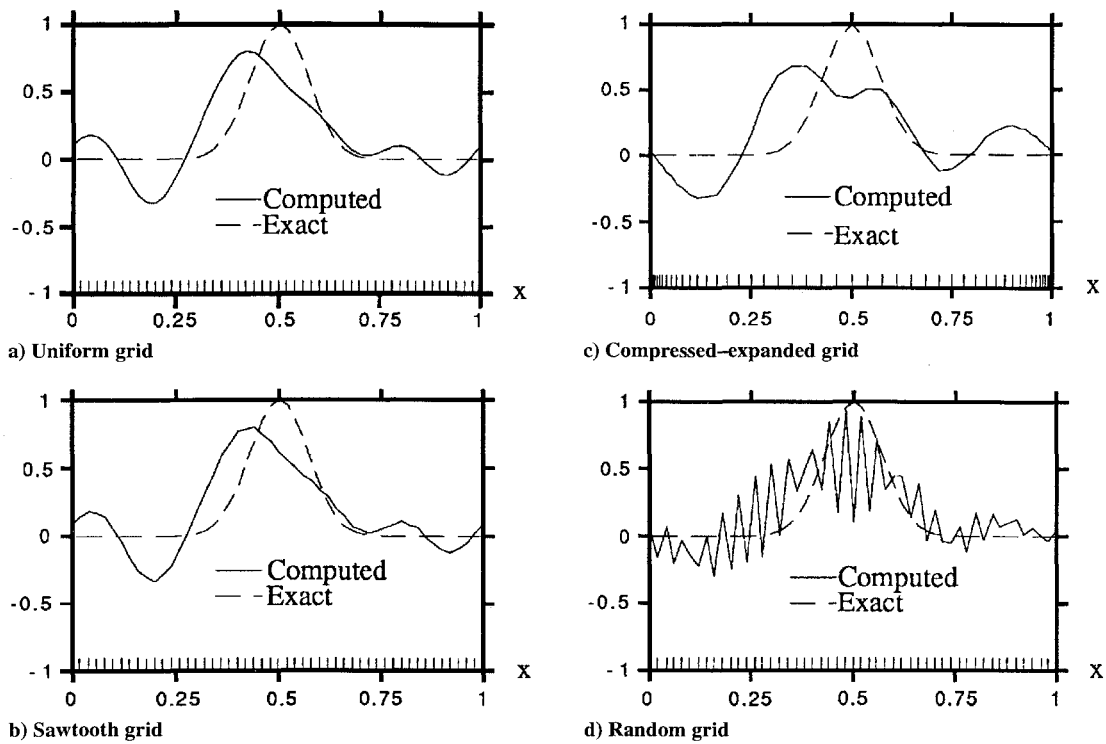 1
0.5
0
-0.5
-1
Computed
Exact
0
0.25
0.5
0.75
1
X
a) Uniform grid
1
0.5
0
-0.5
-1
Computed
Exact
0
0.25
0.5
0.75
1
X
c) Compressed–expanded grid
1
0.5
0
-0.5
-1
Computed
Exact
0
0.25
0.5
0.75
1
X
b) Sawtooth grid
1
0.5
0
-0.5
-1
Computed
Exact
0
0.25
0.5
0.75
1
X
d) Random grid